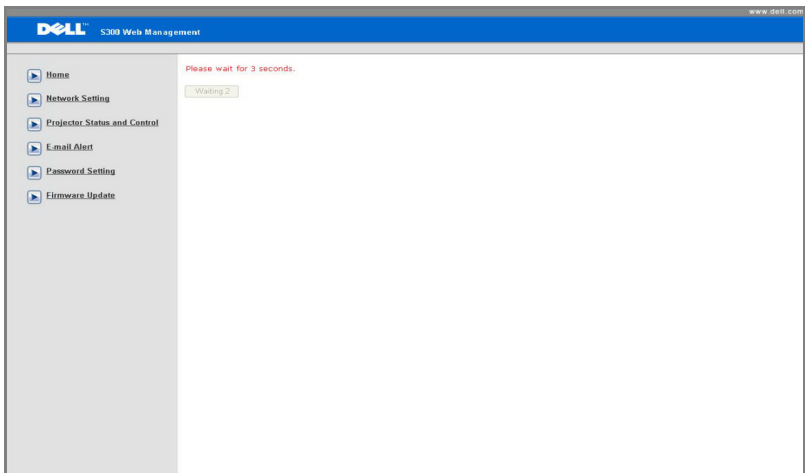 www.dell.com
DELL™ S300 Web Management
Home
Network Setting
Projector Status and Control
E-mail Alert
Password Setting
Firmware Update
Please wait for 3 seconds.
Waiting 2